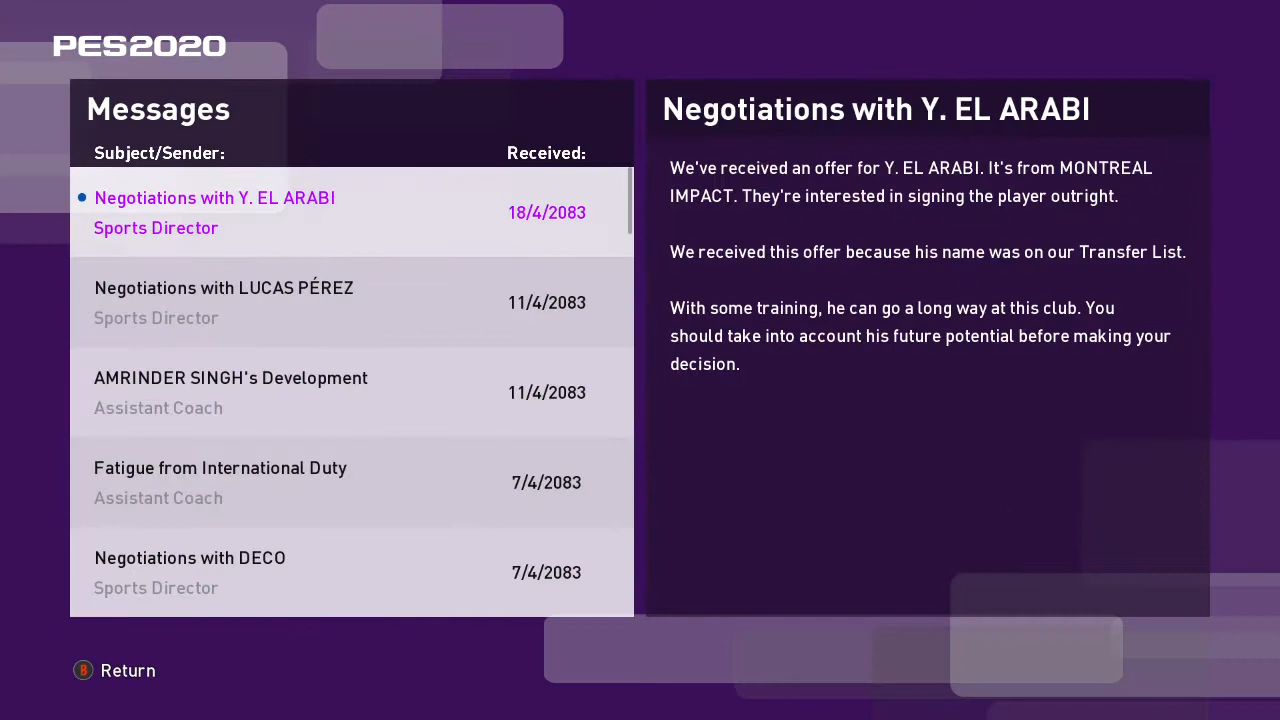 PES2020
Messages
Subject/Sender:
Received:
Negotiations with Y. EL ARABI
Sports Director
18/4/2083
Negotiations with LUCAS PÉREZ
Sports Director
11/4/2083
AMRINDER SINGH's Development
Assistant Coach
11/4/2083
Fatigue from International Duty
Assistant Coach
7/4/2083
Negotiations with DECO
Sports Director
7/4/2083
Negotiations with Y. EL ARABI
We've received an offer for Y. EL ARABI. It's from MONTREAL
IMPACT. They're interested in signing the player outright.
We received this offer because his name was on our Transfer List.
With some training, he can go a long way at this club. You
should take into account his future potential before making your
decision.
B Return